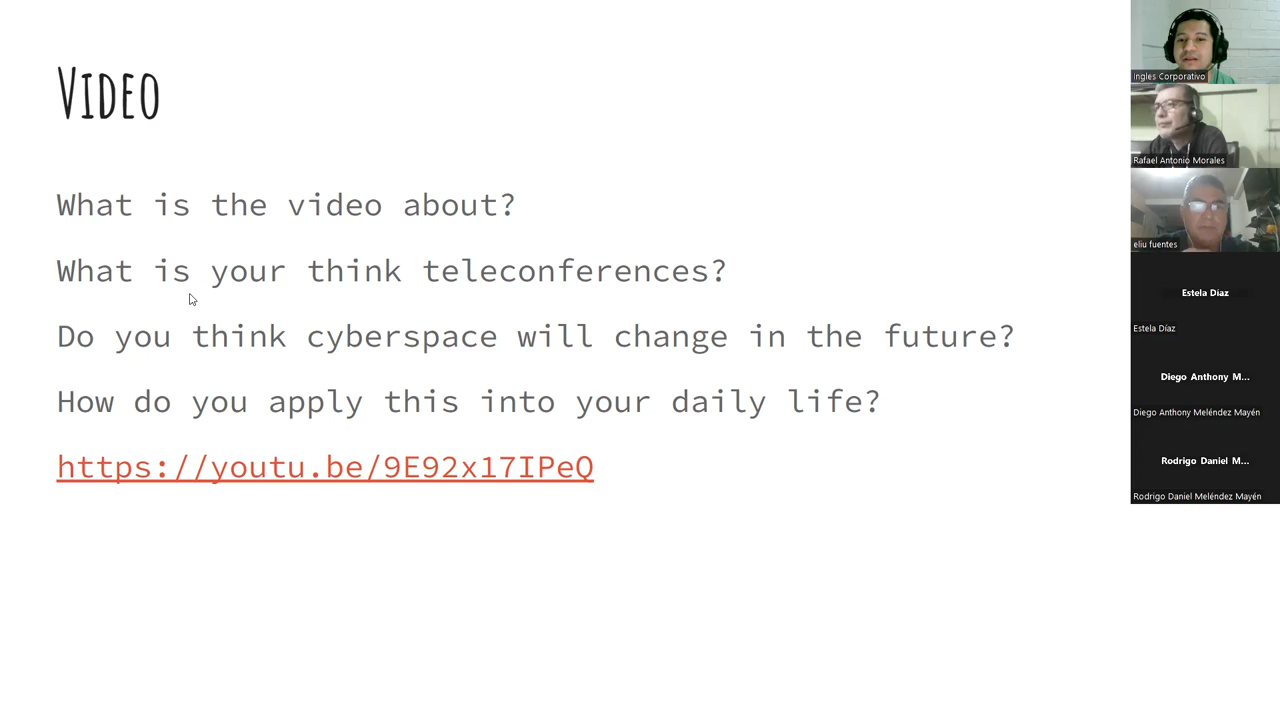 VIDEO
What is the video about?
What is your think teleconferences?
Do you think cyberspace will change in the future?
How do you apply this into your daily life?
https://youtu.be/9E92x17IPeQ
Ingles Corporativo
Rafael Antonio Morales
eliu fuentes
Estela Díaz
Estela Díaz
Diego Anthony M...
Diego Anthony Meléndez Mayén
Rodrigo Daniel M...
Rodrigo Daniel Meléndez Mayén